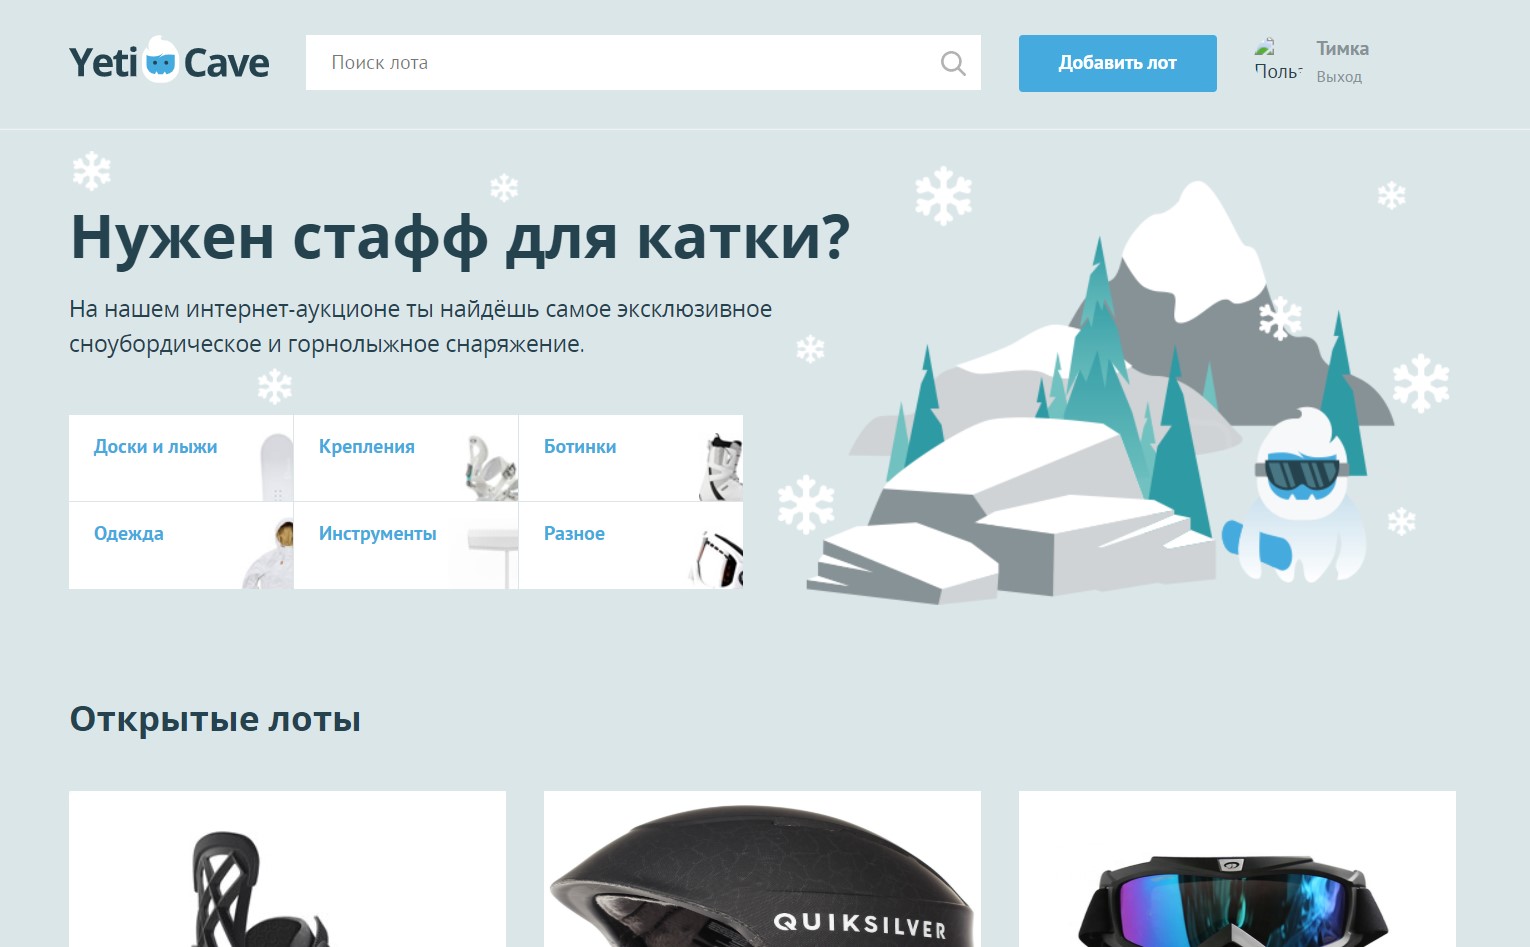 Yeti Cave
Поиск лота
Добавить лот
Тимка
Выход
Нужен стафф для катки?
На нашем интернет-аукционе ты найдёшь самое эксклюзивное
сноубордическое и горнолыжное снаряжение.
Доски и лыжи
Крепления
Ботинки
Одежда
Инструменты
Разное
Открытые лоты
QUIKSILVER